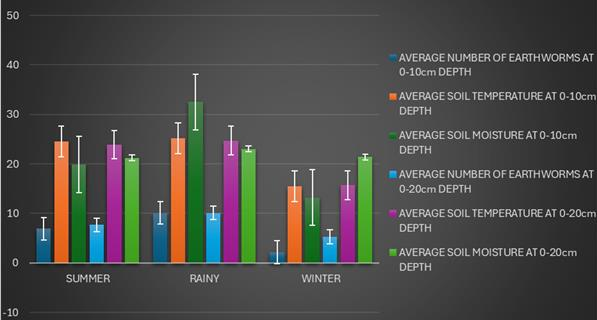 50
40
30
20
10
0
-10
SUMMER RAINY WINTER
AVERAGE NUMBER OF EARTHWORMS AT
0-10cm DEPTH
AVERAGE SOIL TEMPERATURE AT 0-10cm
DEPTH
AVERAGE SOIL MOISTURE AT 0-10cm
DEPTH
AVERAGE NUMBER OF EARTHWORMS AT
0-20cm DEPTH
AVERAGE SOIL TEMPERATURE AT 0-20cm
DEPTH
AVERAGE SOIL MOISTURE AT 0-20cm
DEPTH